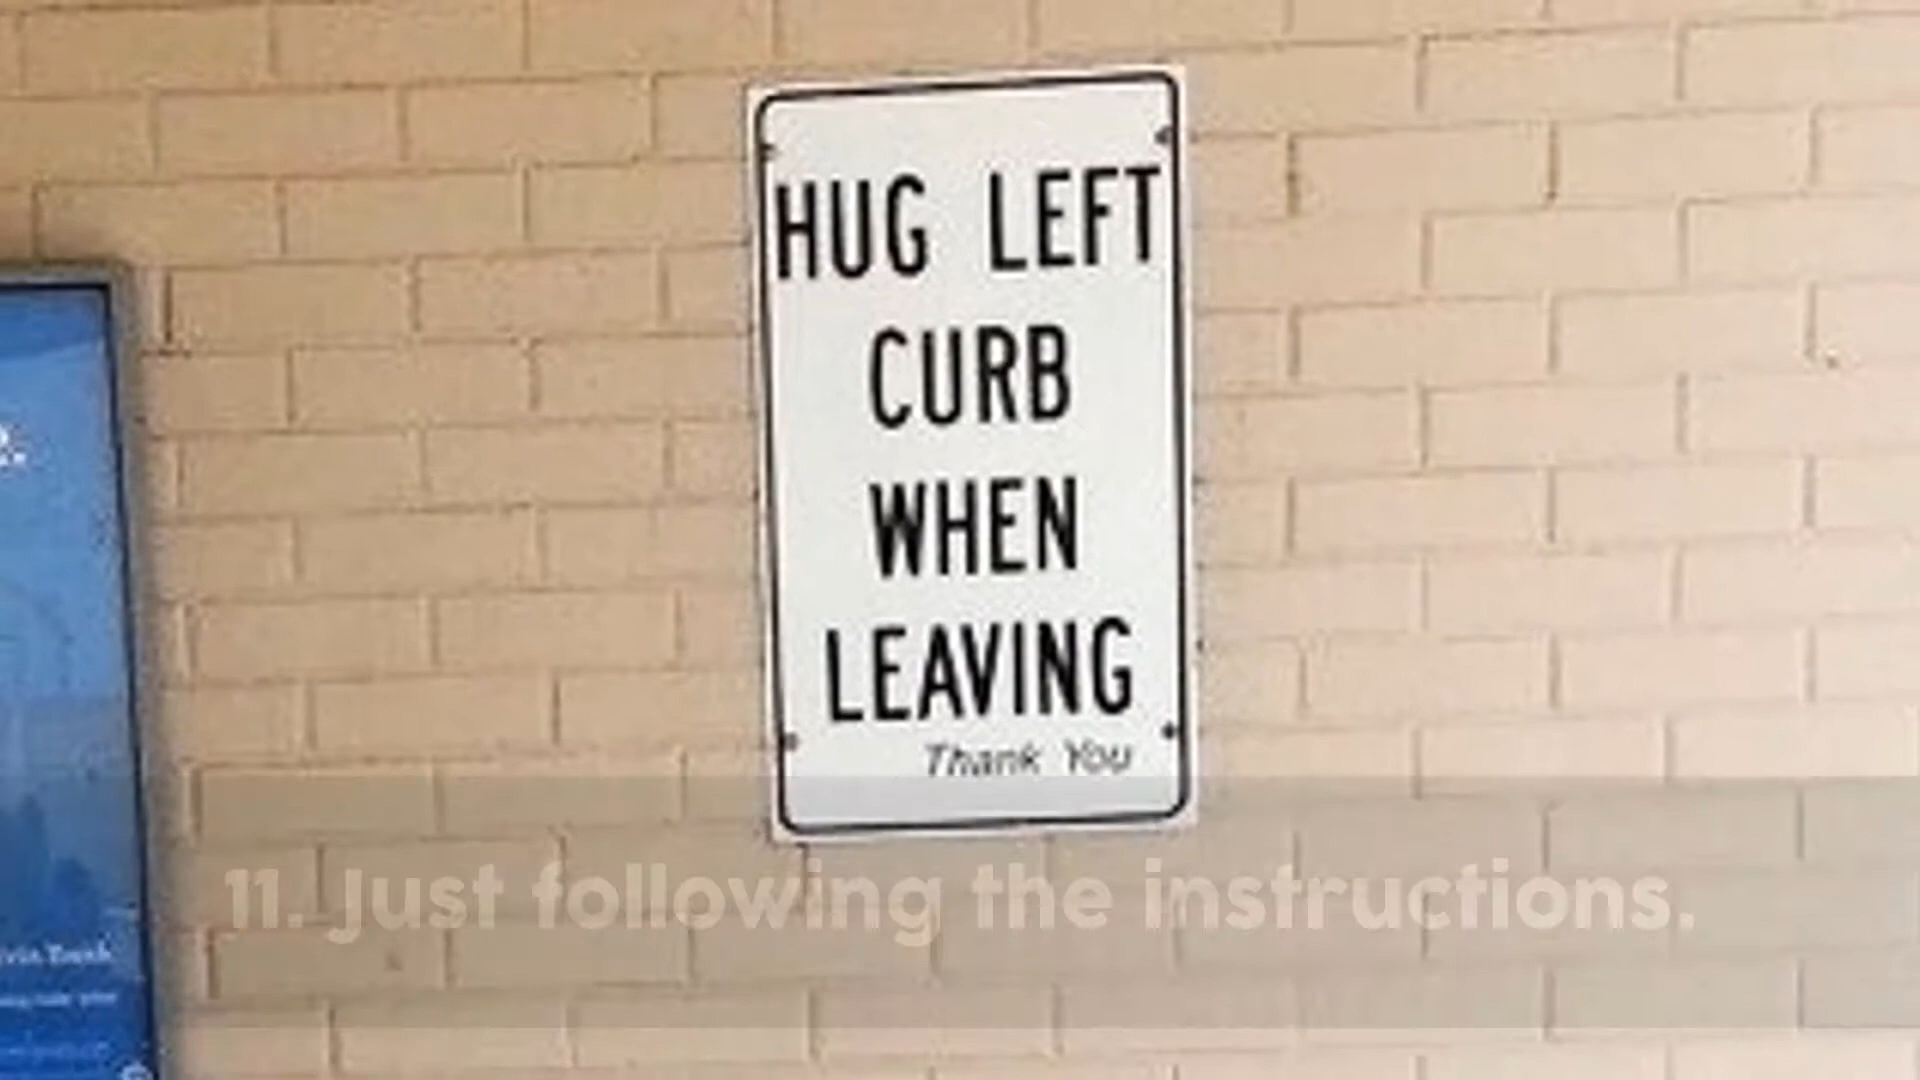 HUG LEFT
CURB
WHEN
LEAVING
Thank You
11. Just following the instructions.